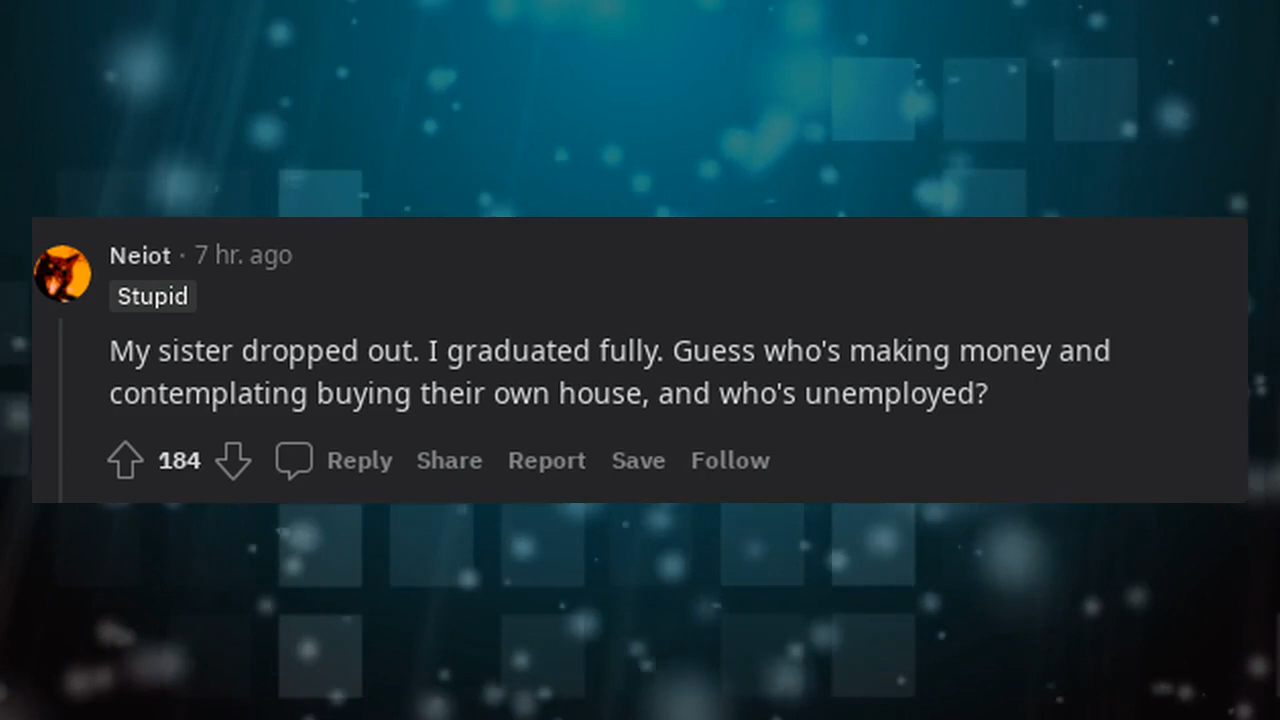 Neiot · 7 hr. ago
Stupid
My sister dropped out. I graduated fully. Guess who's making money and
contemplating buying their own house, and who's unemployed?
184 Reply Share Report Save Follow